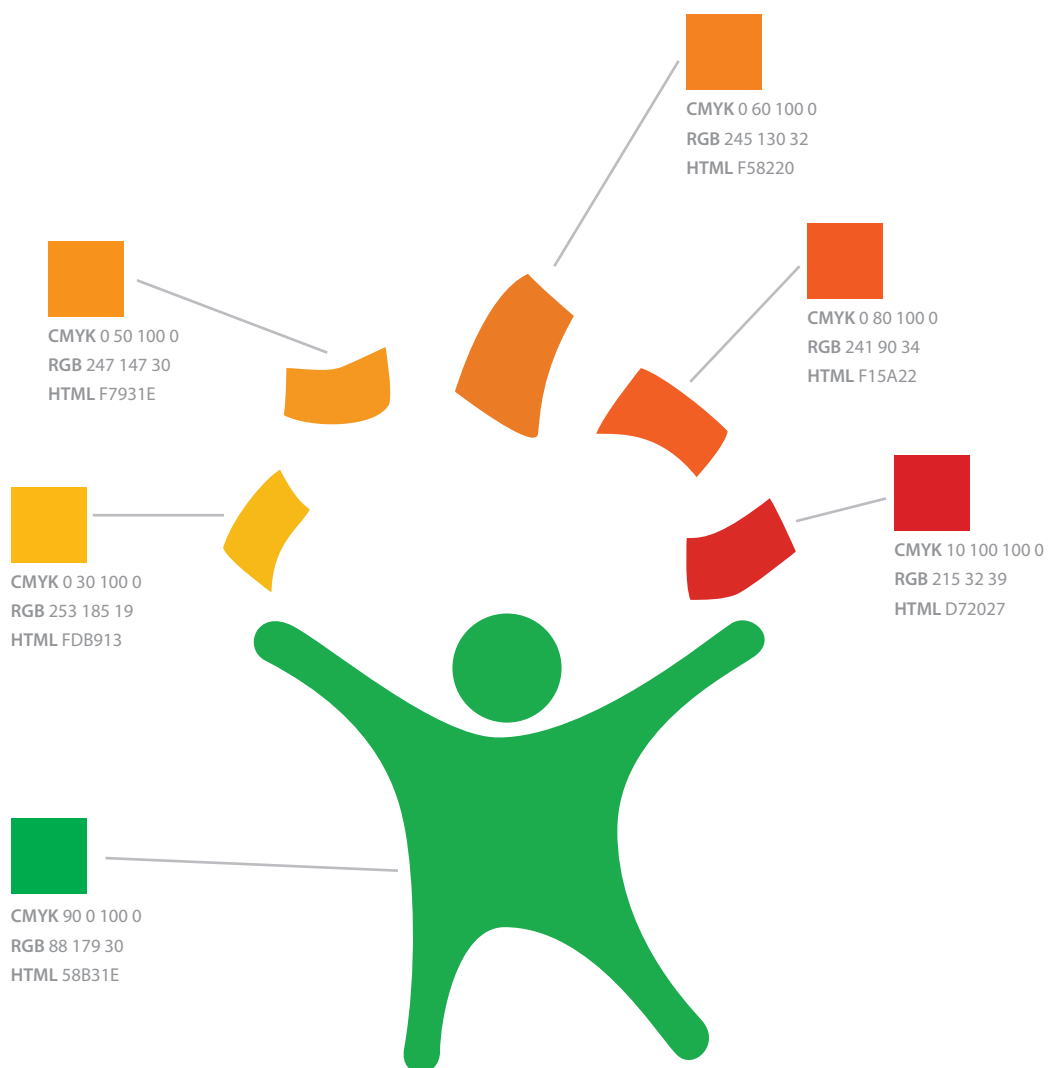 CMYK 0 60 100 0
RGB 245 130 32
HTML F58220
CMYK 0 50 100 0
RGB 247 147 30
HTML F7931E
CMYK 0 80 100 0
RGB 241 90 34
HTML F15A22
CMYK 0 30 100 0
RGB 253 185 19
HTML FDB913
CMYK 10 100 100 0
RGB 215 32 39
HTML D72027
CMYK 90 0 100 0
RGB 88 179 30
HTML 58B31E